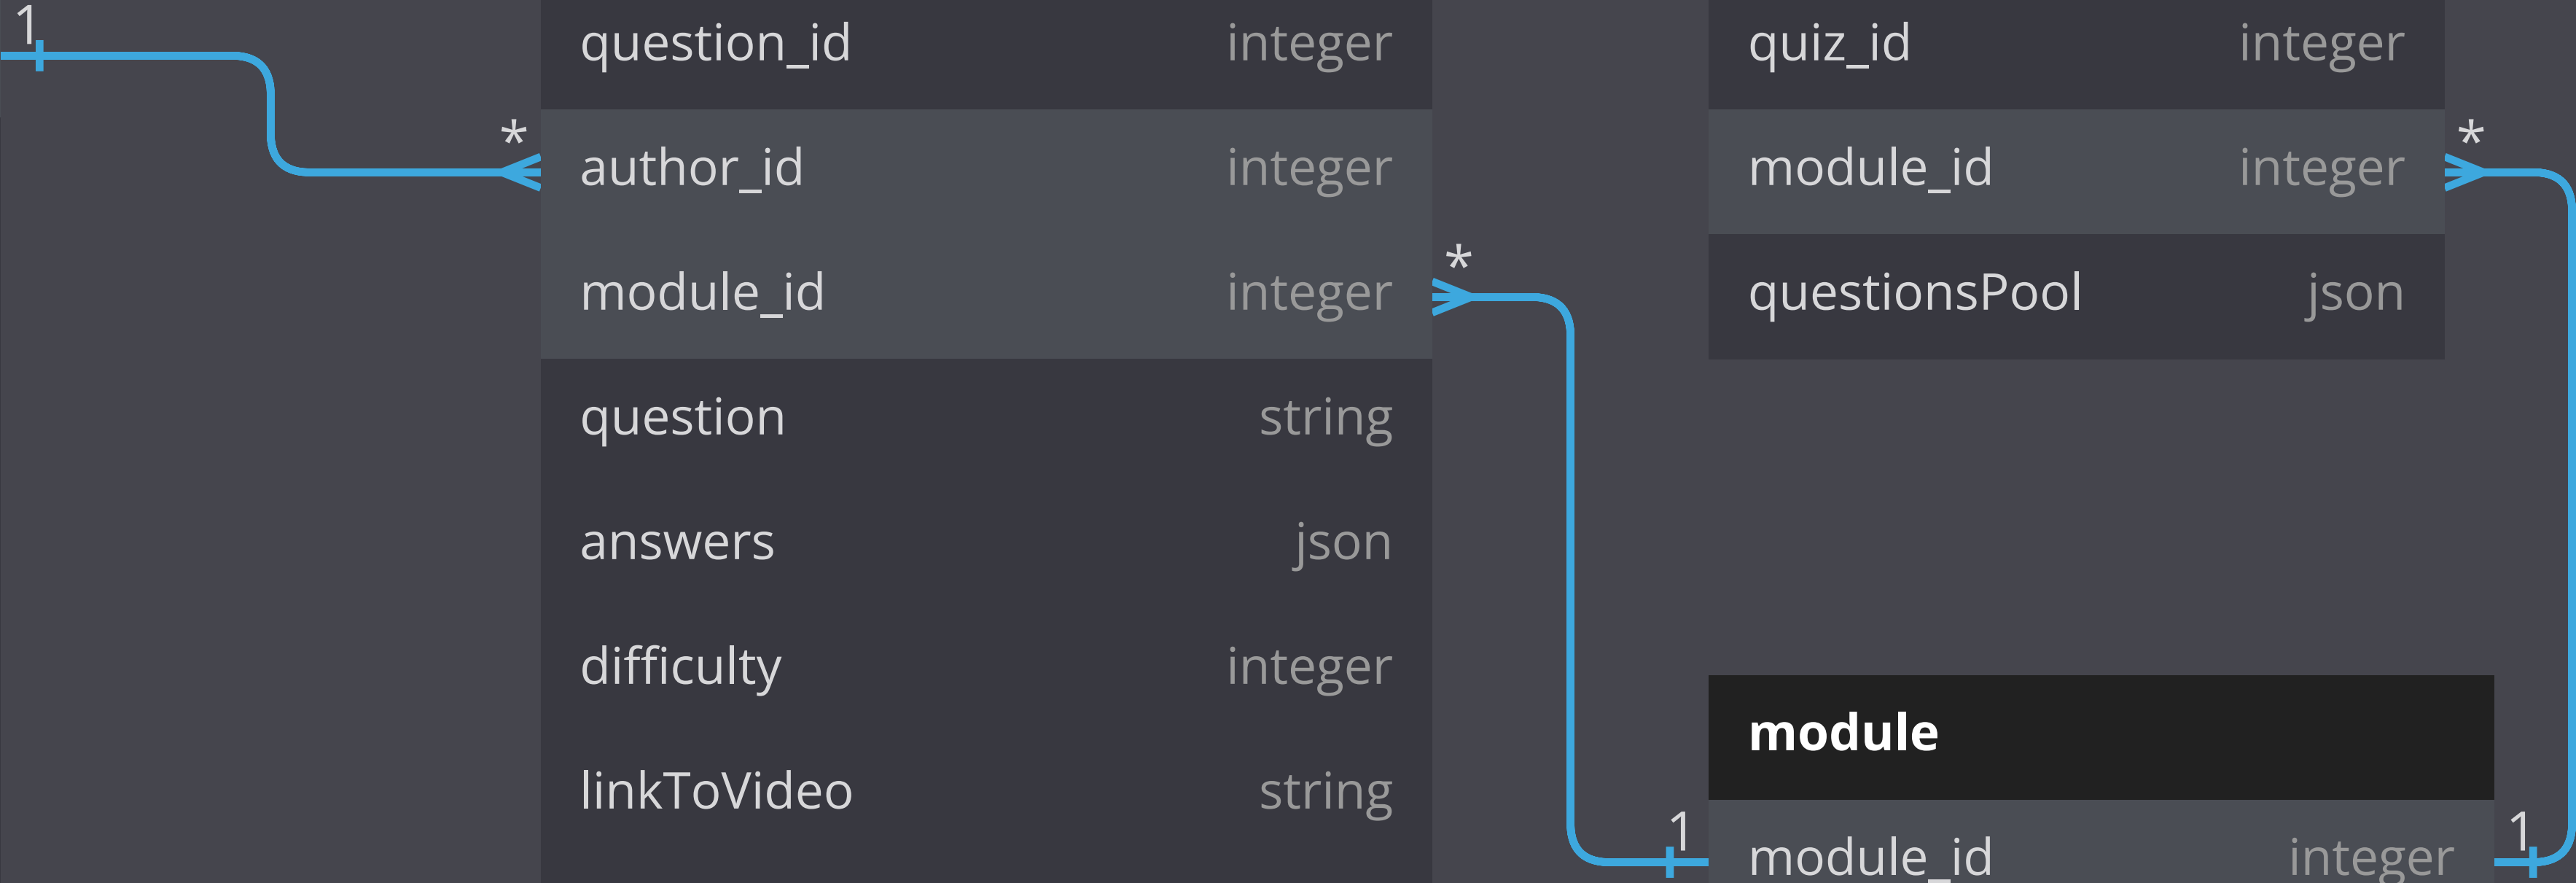 1
question_id integer
*
author_id integer
module_id integer
*
question string
answers json
difficulty integer
linkToVideo string
quiz_id integer
module_id integer
*
questionsPool json
module
1
module_id integer
1